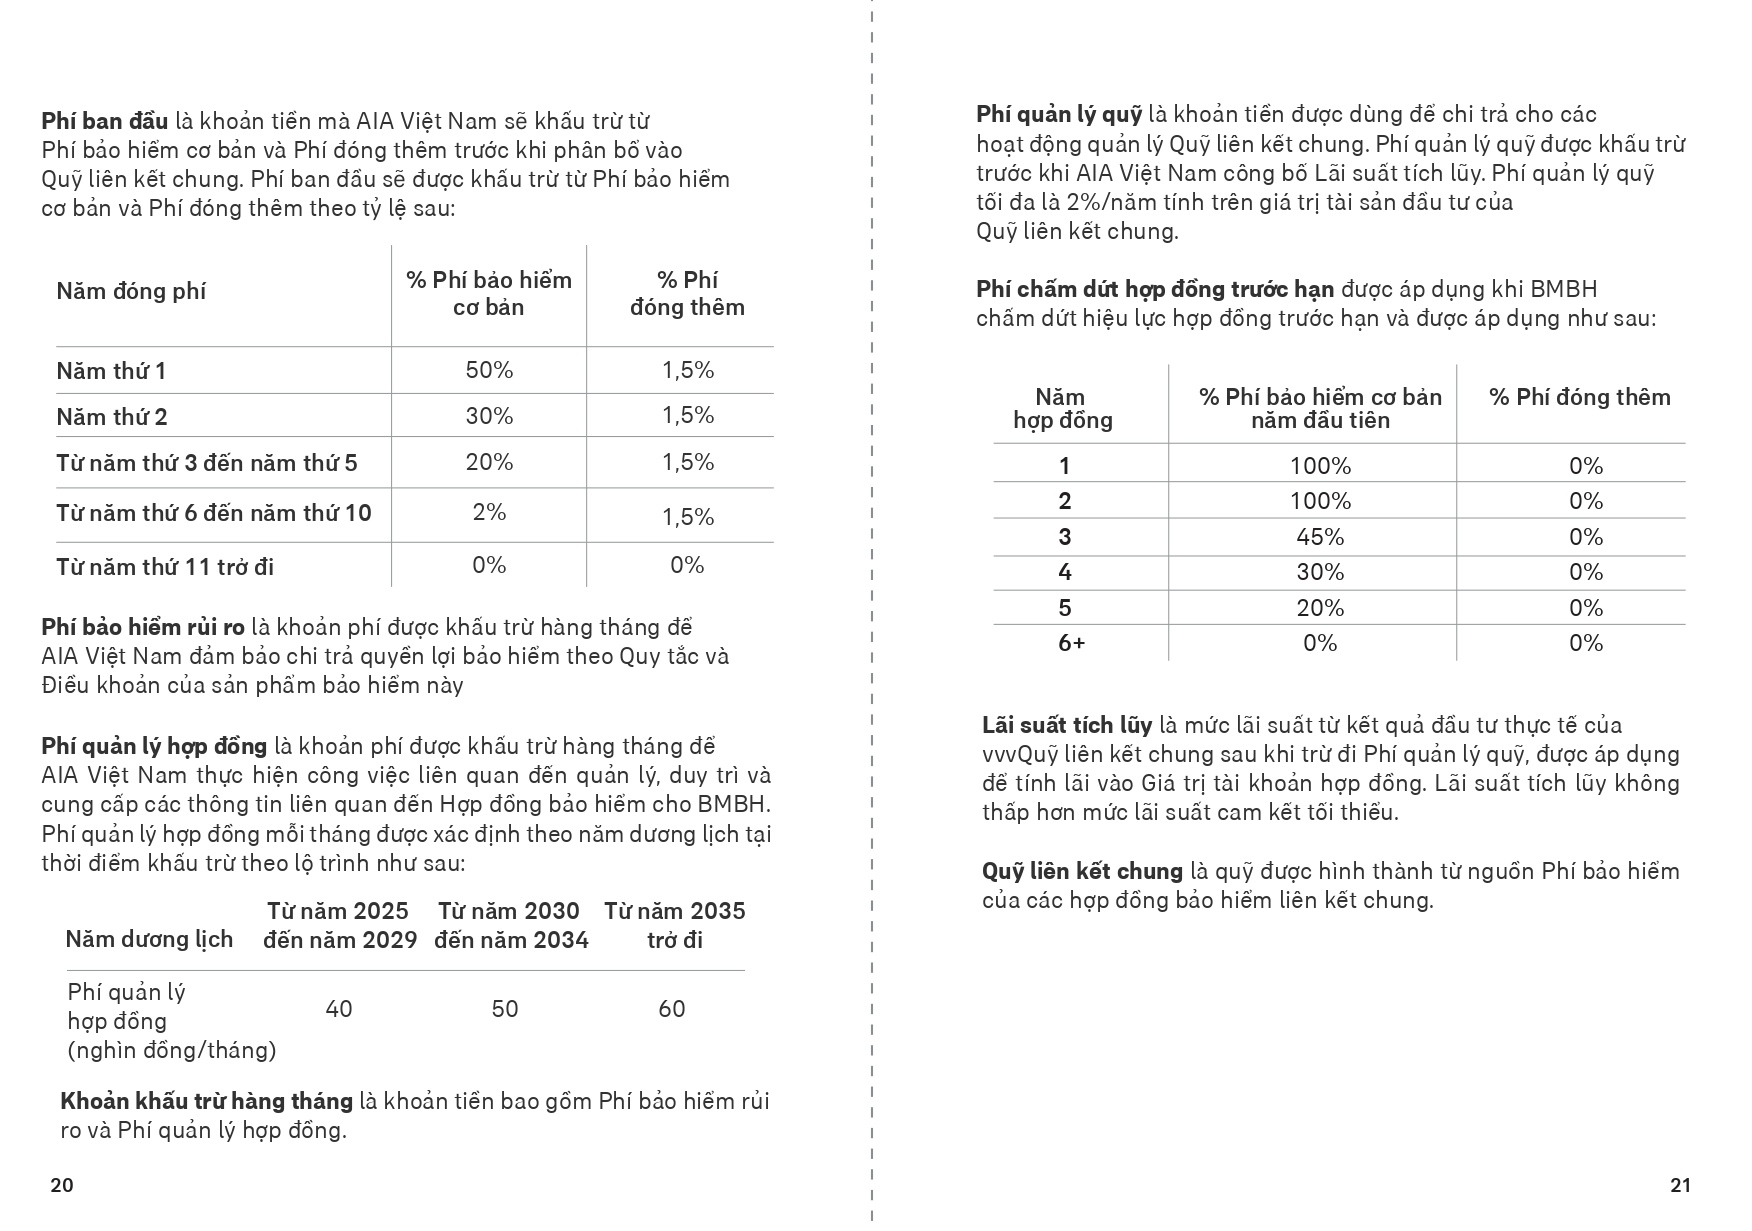 Phí ban đầu là khoản tiền mà AIA Việt Nam sẽ khấu trừ từ
Phí bảo hiểm cơ bản và Phí đóng thêm trước khi phân bổ vào
Quỹ liên kết chung. Phí ban đầu sẽ được khấu trừ từ Phí bảo hiểm
cơ bản và Phí đóng thêm theo tỷ lệ sau:
Năm đóng phí % Phí bảo hiểm cơ bản % Phí đóng thêm
Năm thứ 1 50% 1,5%
Năm thứ 2 30% 1,5%
Từ năm thứ 3 đến năm thứ 5 20% 1,5%
Từ năm thứ 6 đến năm thứ 10 2% 1,5%
Từ năm thứ 11 trở đi 0% 0%
Phí bảo hiểm rủi ro là khoản phí được khấu trừ hàng tháng để
AIA Việt Nam đảm bảo chi trả quyền lợi bảo hiểm theo Quy tắc và
Điều khoản của sản phẩm bảo hiểm này
Phí quản lý hợp đồng là khoản phí được khấu trừ hàng tháng để
AIA Việt Nam thực hiện công việc liên quan đến quản lý, duy trì và
cung cấp các thông tin liên quan đến Hợp đồng bảo hiểm cho BMBH.
Phí quản lý hợp đồng mỗi tháng được xác định theo năm dương lịch tại
thời điểm khấu trừ theo lộ trình như sau:
Năm dương lịch Từ năm 2025 đến năm 2029 Từ năm 2030 đến năm 2034 Từ năm 2035 trở đi
Phí quản lý
hợp đồng 40 50 60
(nghìn đồng/tháng)
Khoản khấu trừ hàng tháng là khoản tiền bao gồm Phí bảo hiểm rủi
ro và Phí quản lý hợp đồng.
20
Phí quản lý quỹ là khoản tiền được dùng để chi trả cho các
hoạt động quản lý Quỹ liên kết chung. Phí quản lý quỹ được khấu trừ
trước khi AIA Việt Nam công bố Lãi suất tích lũy. Phí quản lý quỹ
tối đa là 2%/năm tính trên giá trị tài sản đầu tư của
Quỹ liên kết chung.
Phí chấm dứt hợp đồng trước hạn được áp dụng khi BMBH
chấm dứt hiệu lực hợp đồng trước hạn và được áp dụng như sau:
Năm hợp đồng % Phí bảo hiểm cơ bản năm đầu tiên % Phí đóng thêm
1 100% 0%
2 100% 0%
3 45% 0%
4 30% 0%
5 20% 0%
6+ 0% 0%
Lãi suất tích lũy là mức lãi suất từ kết quả đầu tư thực tế của
vvvQuỹ liên kết chung sau khi trừ đi Phí quản lý quỹ, được áp dụng
để tính lãi vào Giá trị tài khoản hợp đồng. Lãi suất tích lũy không
thấp hơn mức lãi suất cam kết tối thiểu.
Quỹ liên kết chung là quỹ được hình thành từ nguồn Phí bảo hiểm
của các hợp đồng bảo hiểm liên kết chung.
21